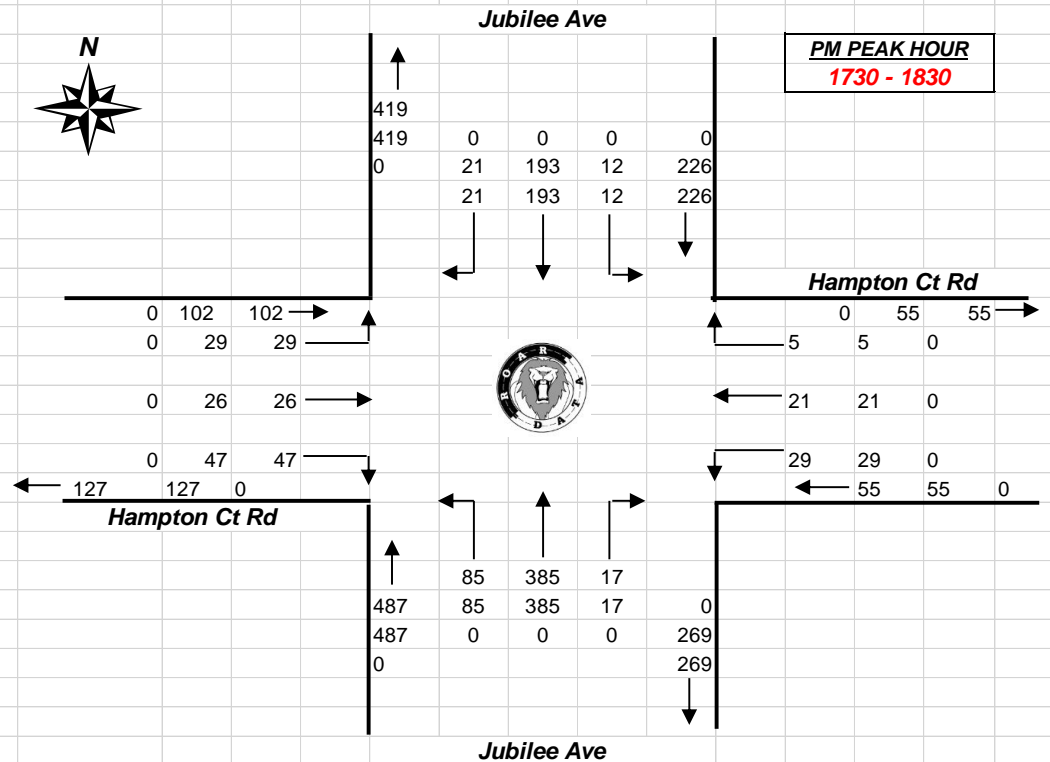 Jubilee Ave
N
PM PEAK HOUR
1730 - 1830
419
419 0 0 0 0
0 21 193 12 226
21 193 12 226
Hampton Ct Rd
0 102 102 0 55 55
0 29 29 5 5 0
ROAR DATA
0 26 26 21 21 0
0 47 47 29 29 0
127 127 0 55 55 0
Hampton Ct Rd
85 385 17
487 85 385 17 0
487 0 0 0 269
0 269
Jubilee Ave